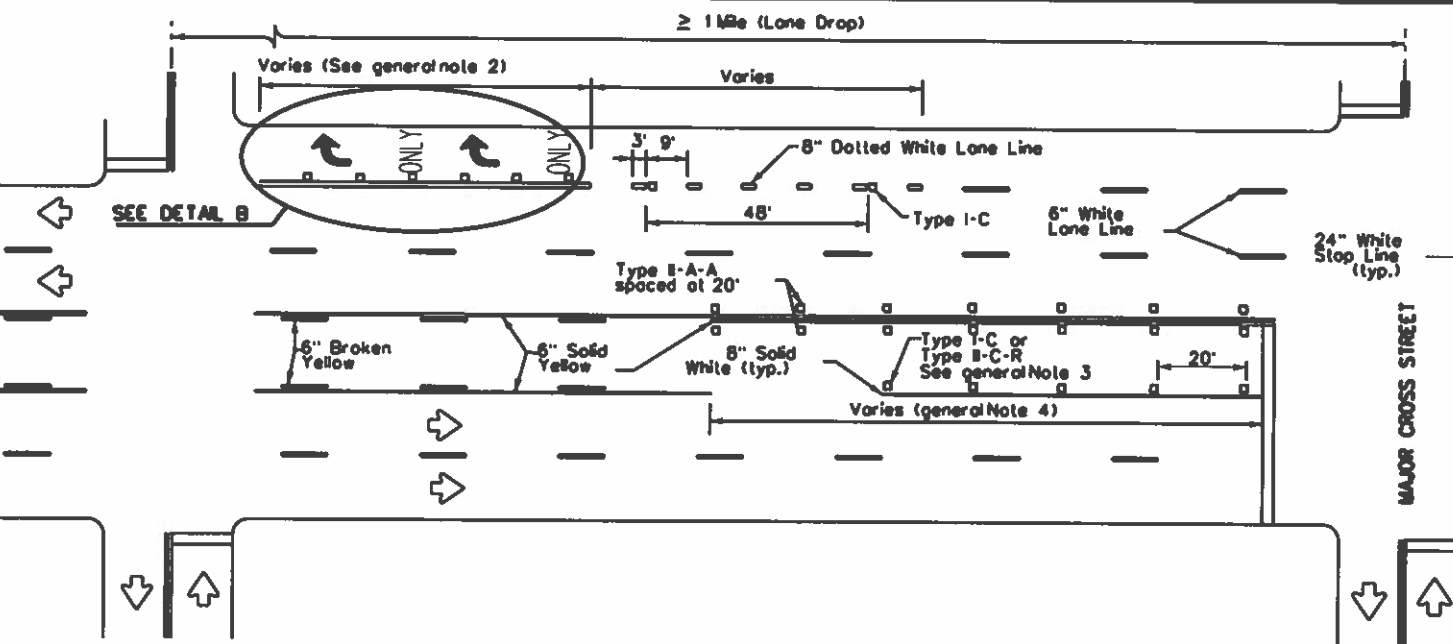 ≥ 1 Mile (Lane Drop)
Varies (See general note 2)
Varies
ONLY
ONLY
3'
9'
8" Dotted White Lane Line
SEE DETAIL B
48'
Type I-C
6" White
Lane Line
24" White
Stop Line
(typ.)
Type II-A-A
spaced at 20'
6" Broken
Yellow
6" Solid
Yellow
8" Solid
White (typ.)
Type I-C or
Type II-C-R
See general Note 3
20'
Varies (general Note 4)
MAJOR CROSS STREET